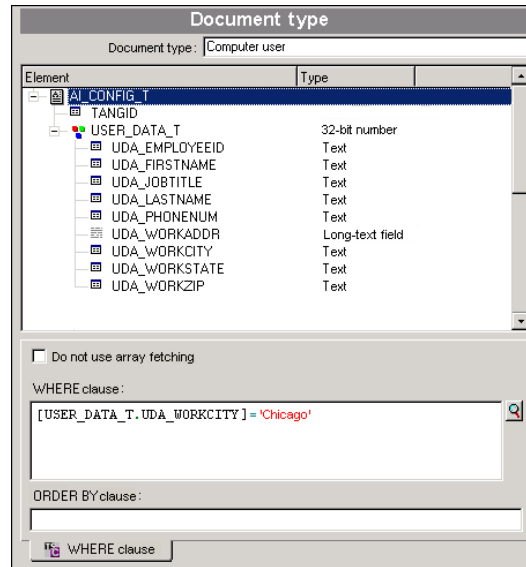 Document type
Document type: Computer user
Element Type
AI_CONFIG_T
TANGID
USER_DATA_T 32-bit number
UDA_EMPLOYEEID Text
UDA_FIRSTNAME Text
UDA_JOBTITLE Text
UDA_LASTNAME Text
UDA_PHONENUM Text
UDA_WORKADDR Long-text field
UDA_WORKCITY Text
UDA_WORKSTATE Text
UDA_WORKZIP Text
Do not use array fetching
WHERE clause:
[USER_DATA_T.UDA_WORKCITY]='Chicago'
ORDER BY clause:
WHERE clause